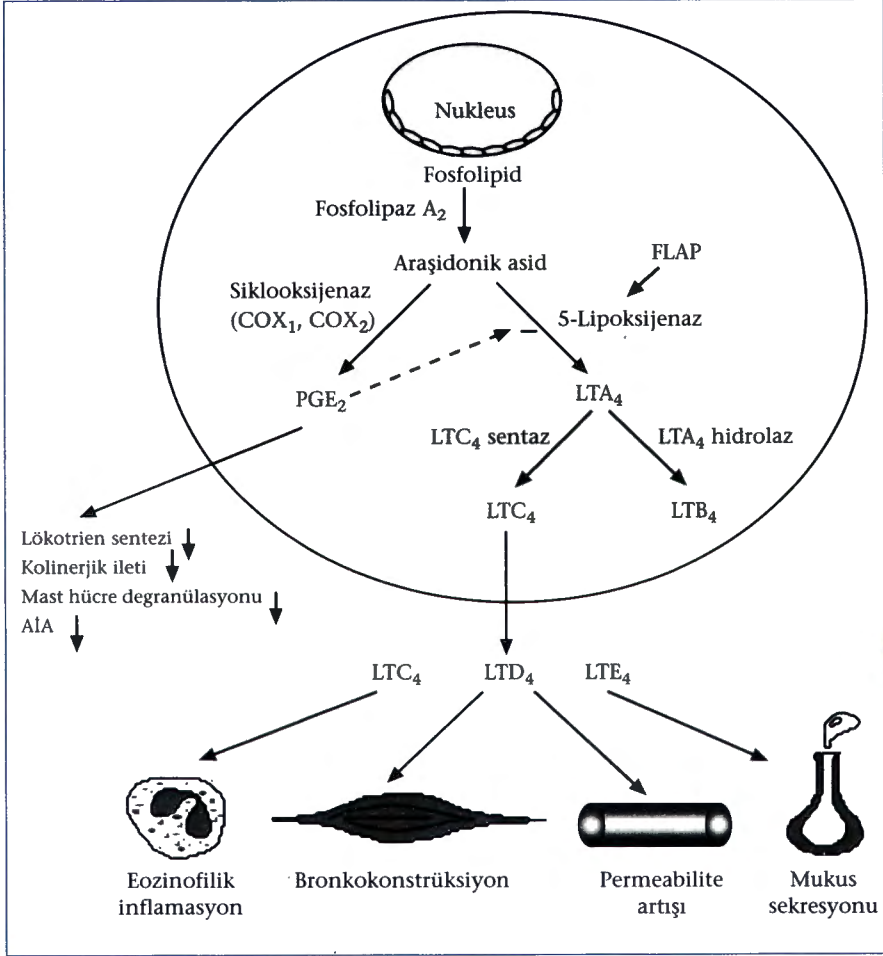 Nukleus
Fosfolipid
Fosfolipaz A₂
Araşidonik asid
FLAP
Siklooksijenaz
(COX₁, COX₂)
5-Lipoksijenaz
–
PGE₂
LTA₄
LTC₄ sentaz
LTA₄ hidrolaz
LTC₄
LTB₄
Lökotrien sentezi ↓
Kolinerjik ileti ↓
Mast hücre degranülasyonu ↓
AİA ↓
LTC₄
LTD₄
LTE₄
Eozinofilik
inflamasyon
Bronkokonstrüksiyon
Permeabilite
artışı
Mukus
sekresyonu